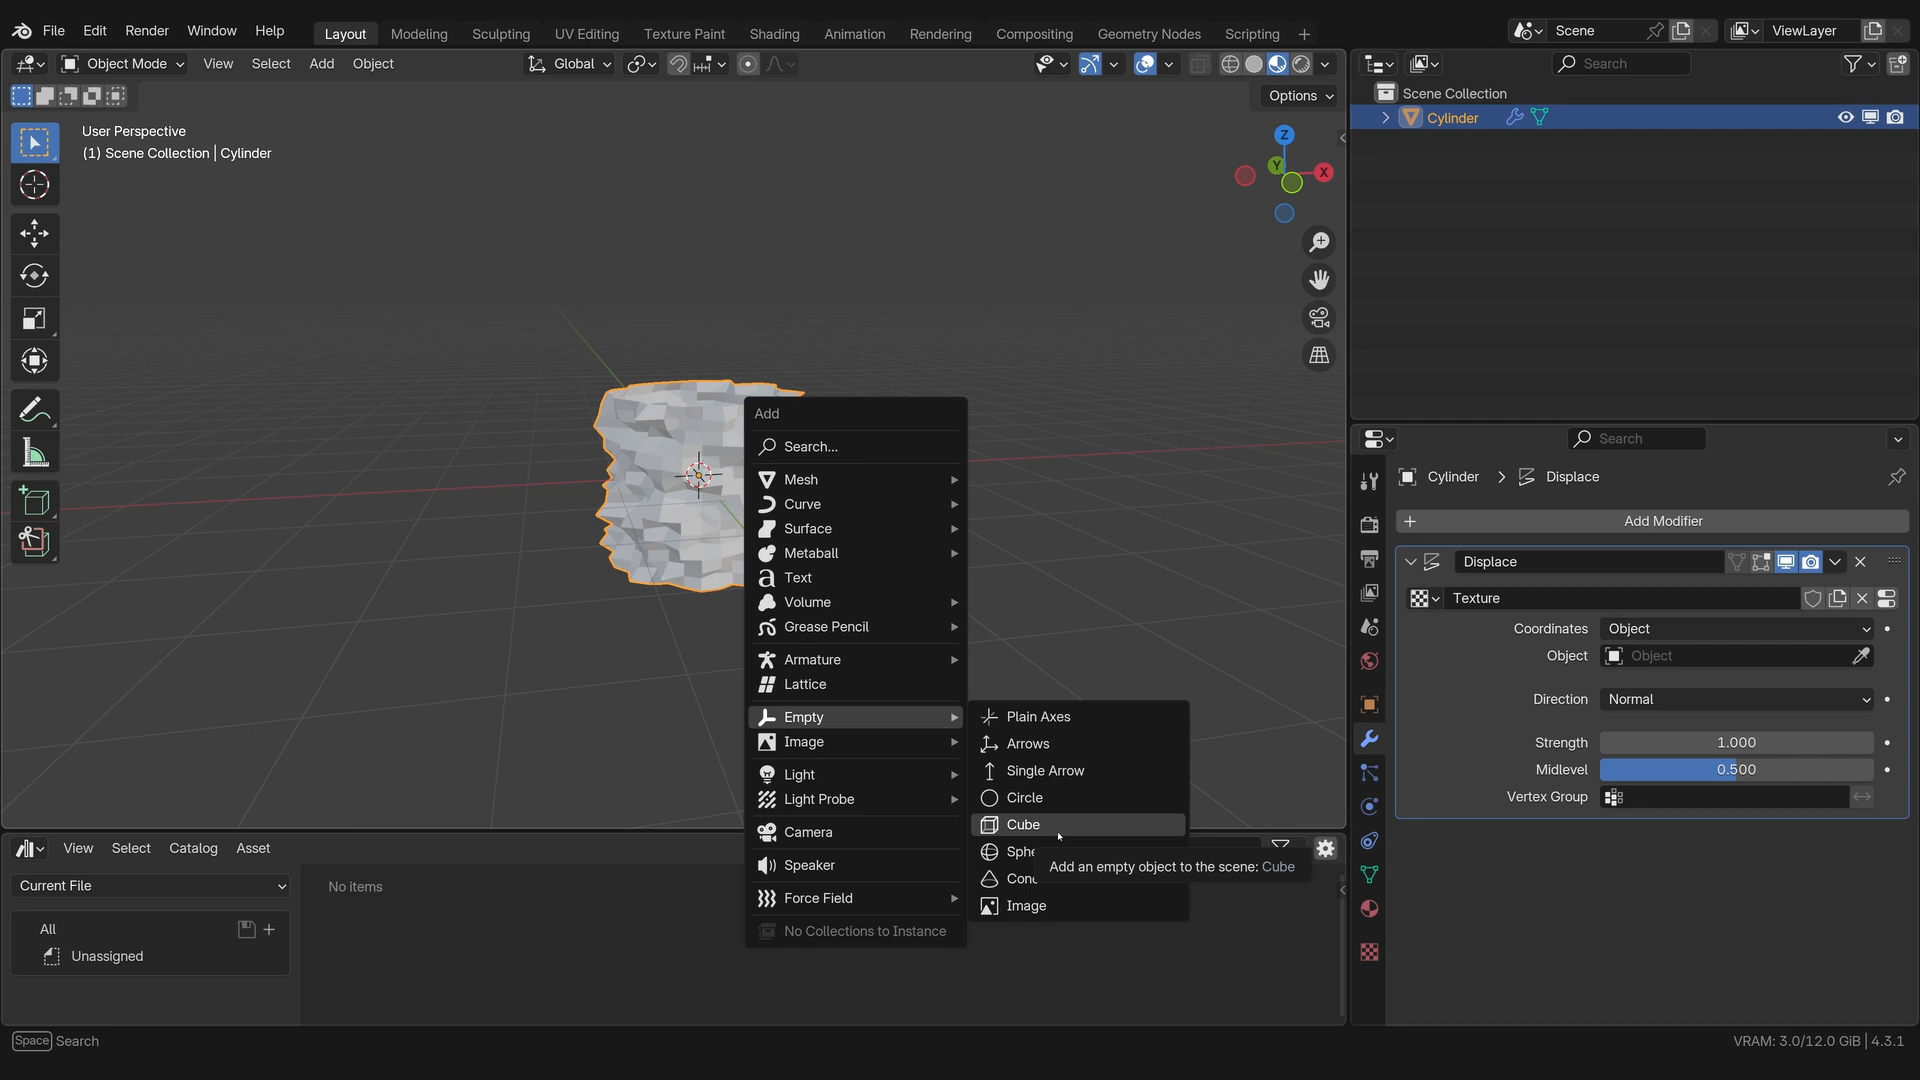 File Edit Render Window Help Layout Modeling Sculpting UV Editing Texture Paint Shading Animation Rendering Compositing Geometry Nodes Scripting + Scene ViewLayer
Object Mode View Select Add Object Global
Options
User Perspective
(1) Scene Collection | Cylinder
Z
Y
X
Add
Search...
Mesh
Curve
Surface
Metaball
Text
Volume
Grease Pencil
Armature
Lattice
Empty
Image
Light
Light Probe
Camera
Speaker
Force Field
No Collections to Instance
Plain Axes
Arrows
Single Arrow
Circle
Cube
Sphe
Cone
Image
Add an empty object to the scene: Cube
Search
Scene Collection
Cylinder
Search
Cylinder > Displace
+ Add Modifier
Displace
Texture
Coordinates Object
Object Object
Direction Normal
Strength 1.000
Midlevel 0.500
Vertex Group
View Select Catalog Asset
Current File
No items
All
Unassigned
Space Search
VRAM: 3.0/12.0 GiB | 4.3.1